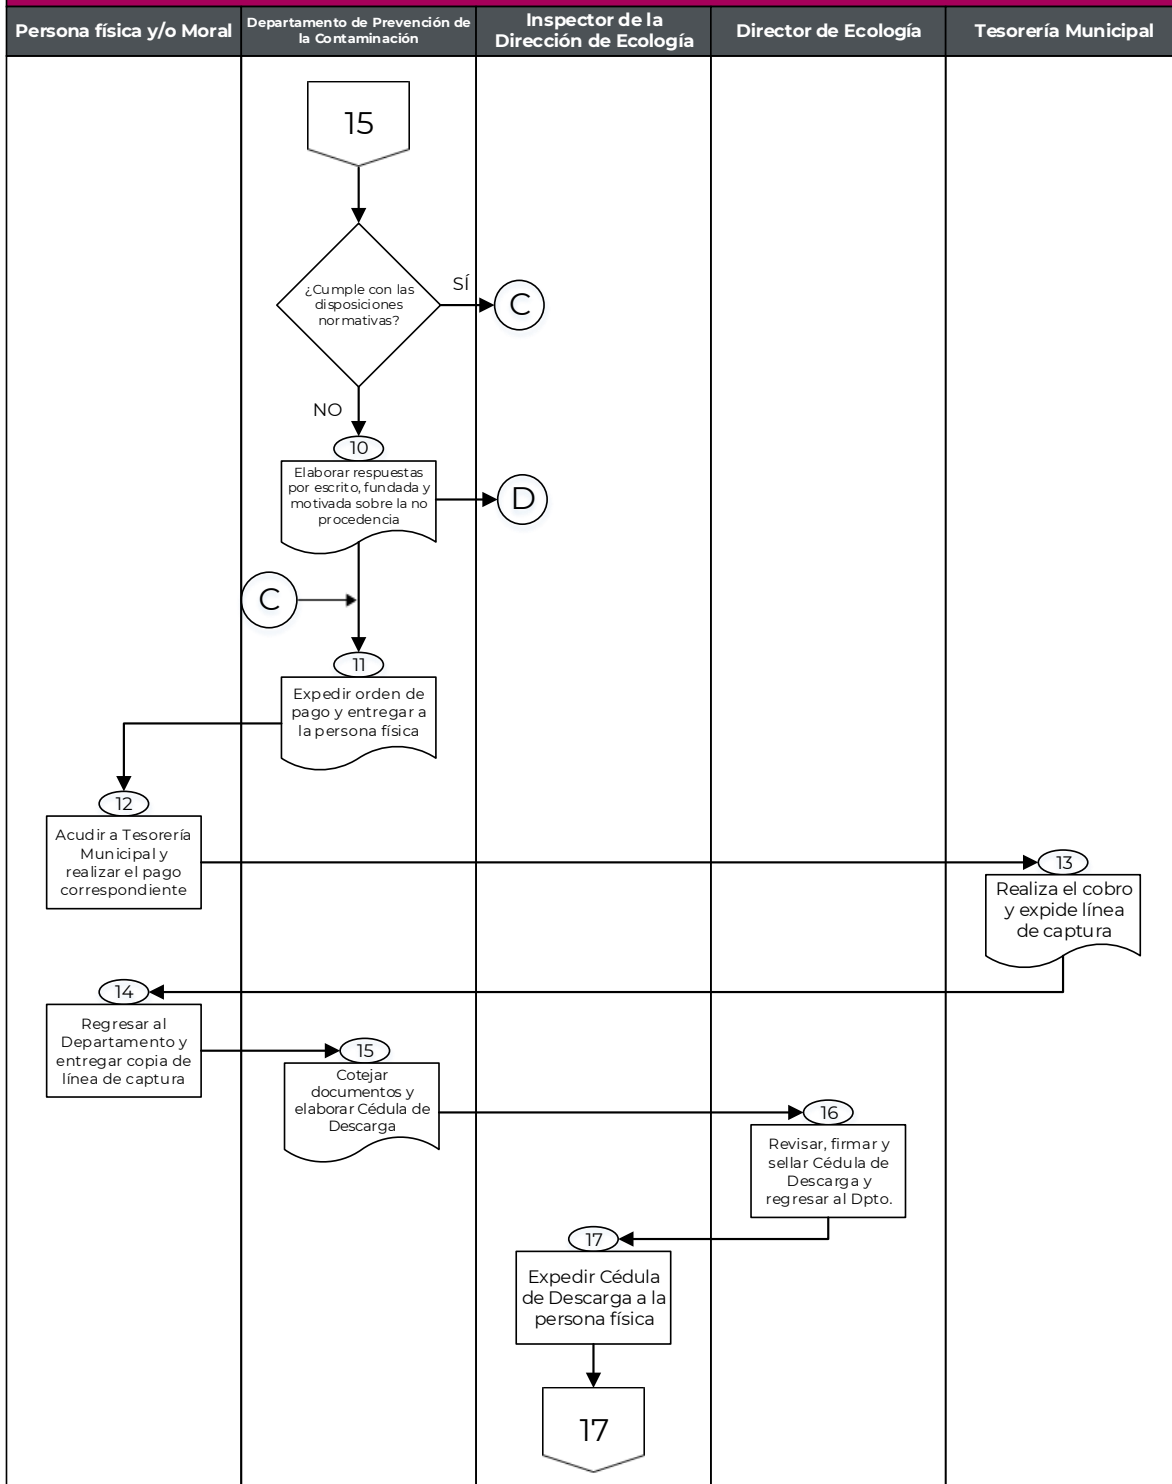 Persona física y/o Moral
Departamento de Prevención de
la Contaminación
Inspector de la
Dirección de Ecología
Director de Ecología
Tesorería Municipal
15
¿Cumple con las
disposiciones
normativas?
SÍ
C
NO
10
Elaborar respuestas
por escrito, fundada y
motivada sobre la no
procedencia
D
C
11
Expedir orden de
pago y entregar a
la persona física
12
Acudir a Tesorería
Municipal y
realizar el pago
correspondiente
13
Realiza el cobro
y expide línea
de captura
14
Regresar al
Departamento y
entregar copia de
línea de captura
15
Cotejar
documentos y
elaborar Cédula de
Descarga
16
Revisar, firmar y
sellar Cédula de
Descarga y
regresar al Dpto.
17
Expedir Cédula
de Descarga a la
persona física
17